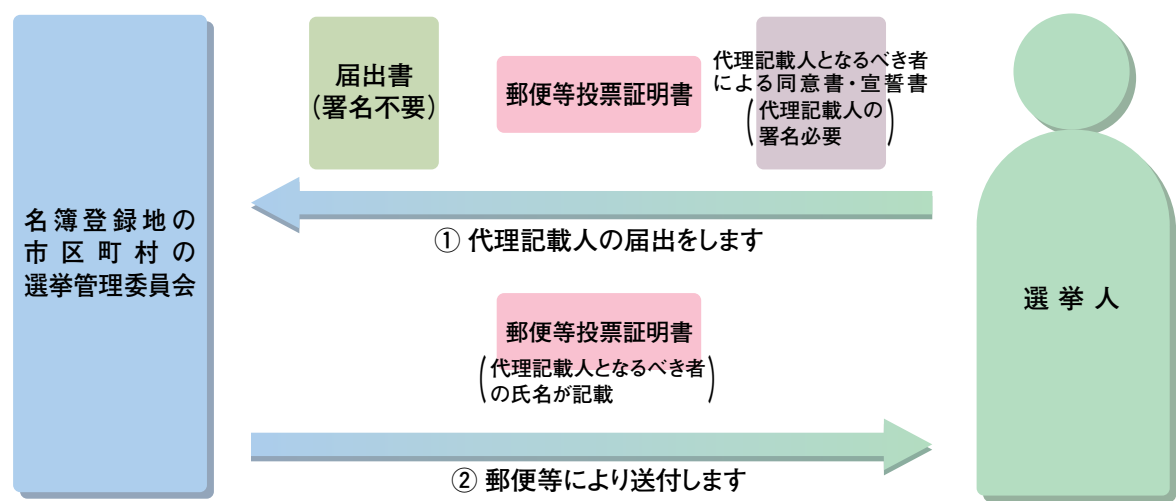 届出書
(署名不要)
郵便等投票証明書
代理記載人となるべき者
による同意書・宣誓書
(代理記載人の
署名必要)
名簿登録地の
市区町村の
選挙管理委員会
① 代理記載人の届出をします
選挙人
郵便等投票証明書
(代理記載人となるべき者
の氏名が記載)
② 郵便等により送付します